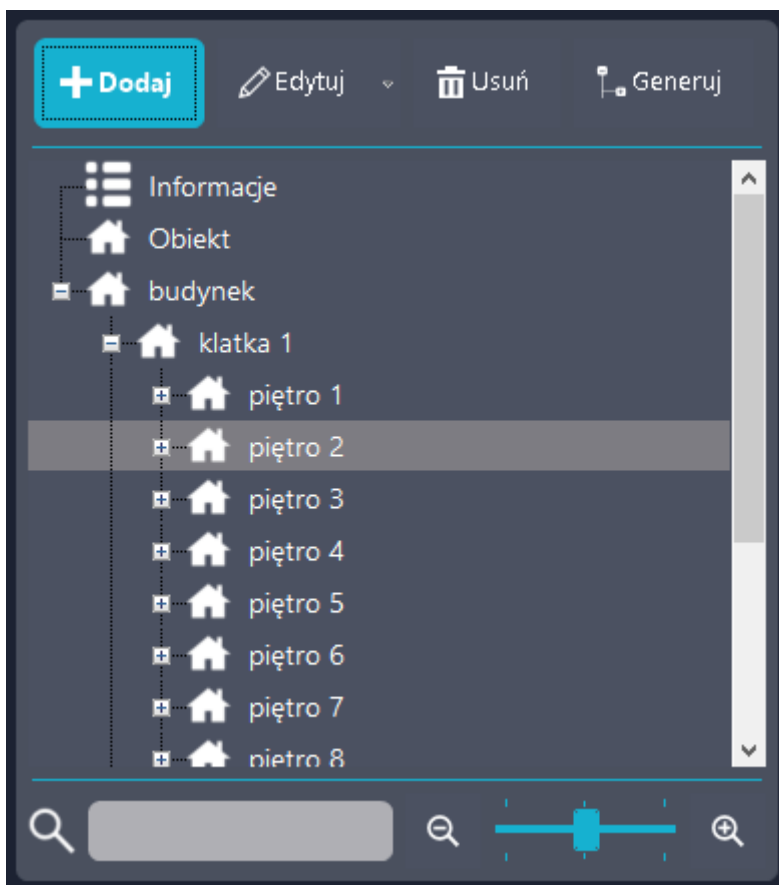 Dodaj Edytuj Usuń Generuj
Informacje
Obiekt
budynek
klatka 1
piętro 1
piętro 2
piętro 3
piętro 4
piętro 5
piętro 6
piętro 7
piętro 8